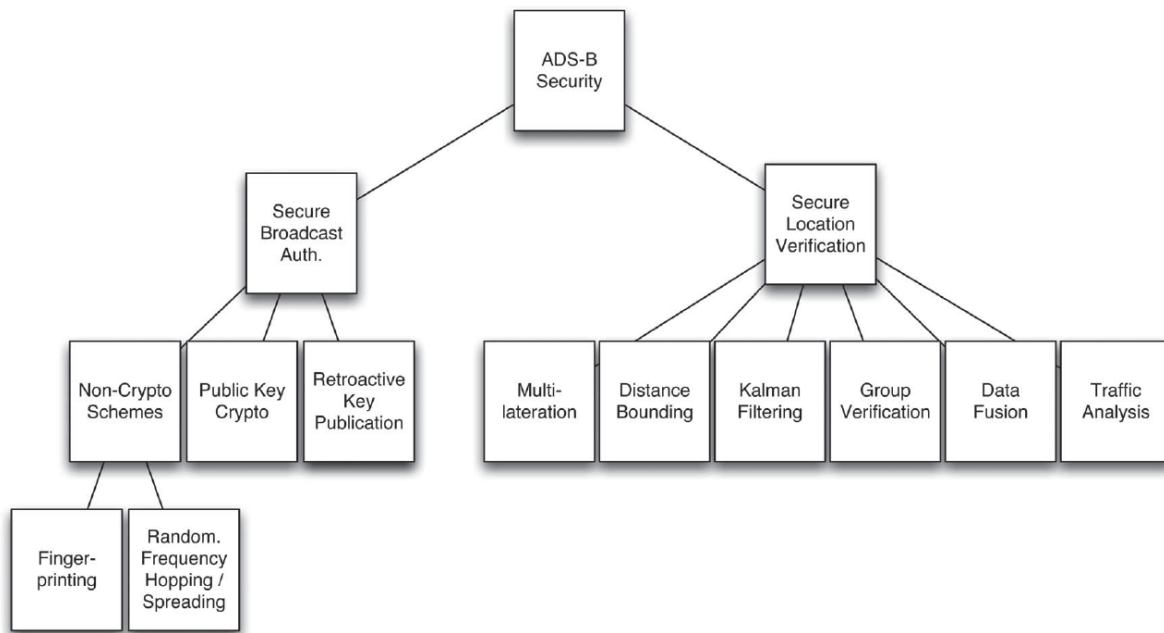 ADS-B
Security
Secure
Broadcast
Auth.
Secure
Location
Verification
Non-Crypto
Schemes
Public Key
Crypto
Retroactive
Key
Publication
Multi-
lateration
Distance
Bounding
Kalman
Filtering
Group
Verification
Data
Fusion
Traffic
Analysis
Finger-
printing
Random.
Frequency
Hopping /
Spreading